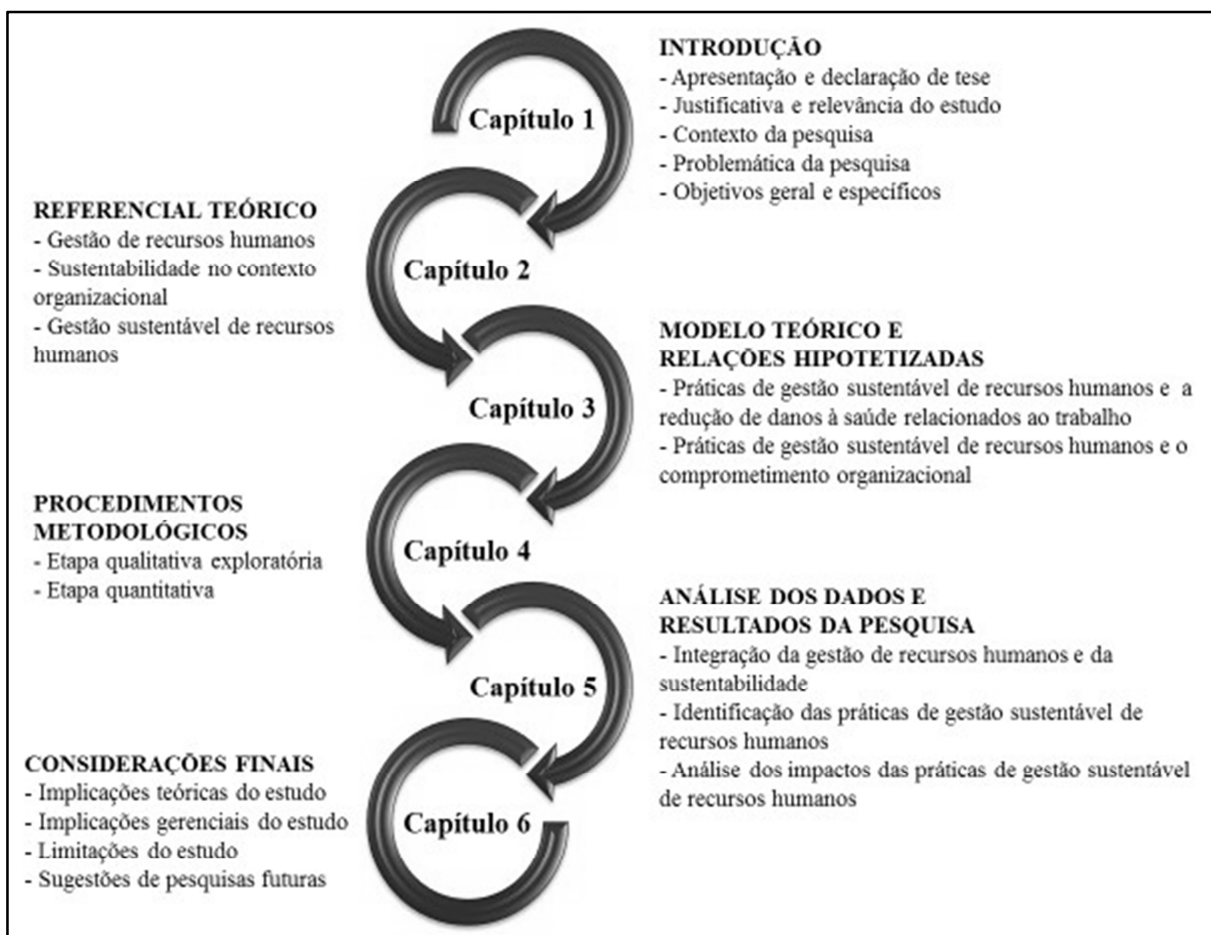 Capítulo 1
INTRODUÇÃO
- Apresentação e declaração de tese
- Justificativa e relevância do estudo
- Contexto da pesquisa
- Problemática da pesquisa
- Objetivos geral e específicos
REFERENCIAL TEÓRICO
- Gestão de recursos humanos
- Sustentabilidade no contexto
organizacional
- Gestão sustentável de recursos
humanos
Capítulo 2
Capítulo 3
MODELO TEÓRICO E
RELAÇÕES HIPOTETIZADAS
- Práticas de gestão sustentável de recursos humanos e a
redução de danos à saúde relacionados ao trabalho
- Práticas de gestão sustentável de recursos humanos e o
comprometimento organizacional
PROCEDIMENTOS
METODOLÓGICOS
- Etapa qualitativa exploratória
- Etapa quantitativa
Capítulo 4
Capítulo 5
ANÁLISE DOS DADOS E
RESULTADOS DA PESQUISA
- Integração da gestão de recursos humanos e da
sustentabilidade
- Identificação das práticas de gestão sustentável de
recursos humanos
- Análise dos impactos das práticas de gestão sustentável
de recursos humanos
CONSIDERAÇÕES FINAIS
- Implicações teóricas do estudo
- Implicações gerenciais do estudo
- Limitações do estudo
- Sugestões de pesquisas futuras
Capítulo 6